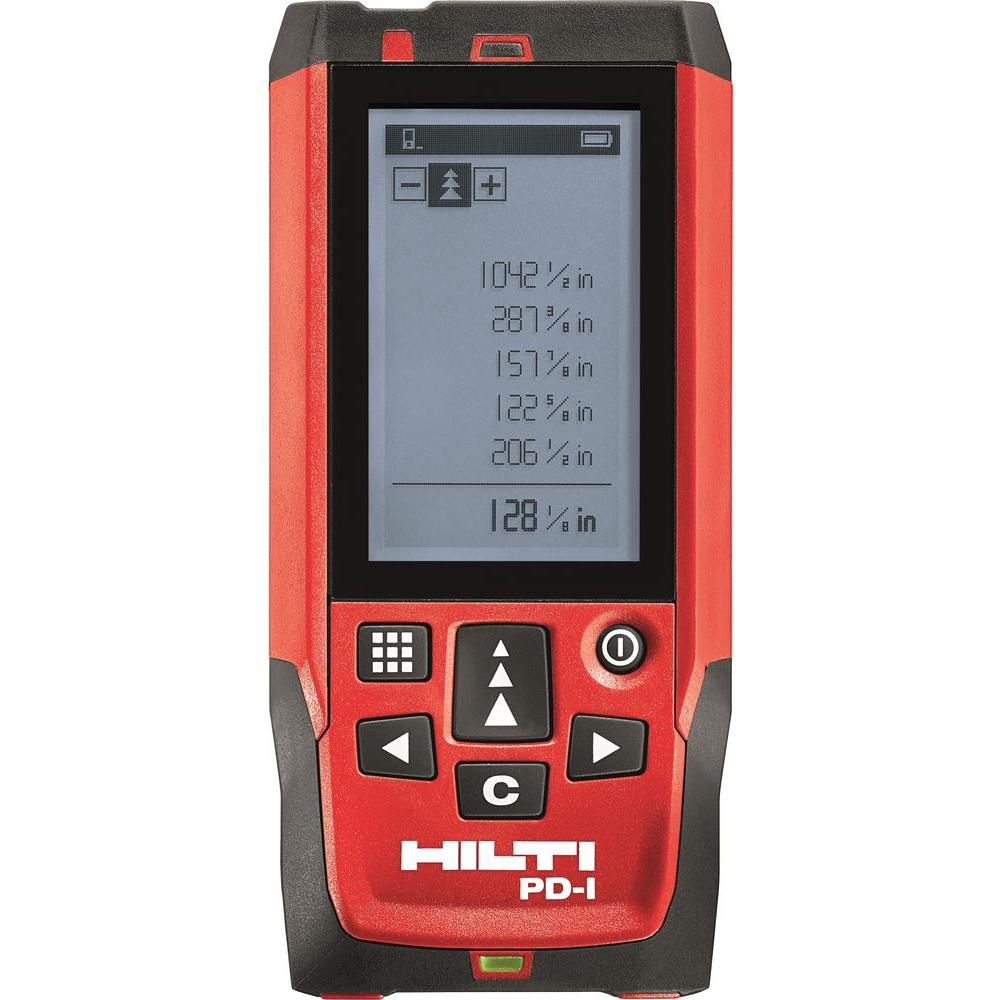 - +
1042 1/2 in
287 3/8 in
157 1/8 in
122 5/8 in
206 1/2 in
128 1/8 in
C
HILTI
PD-I